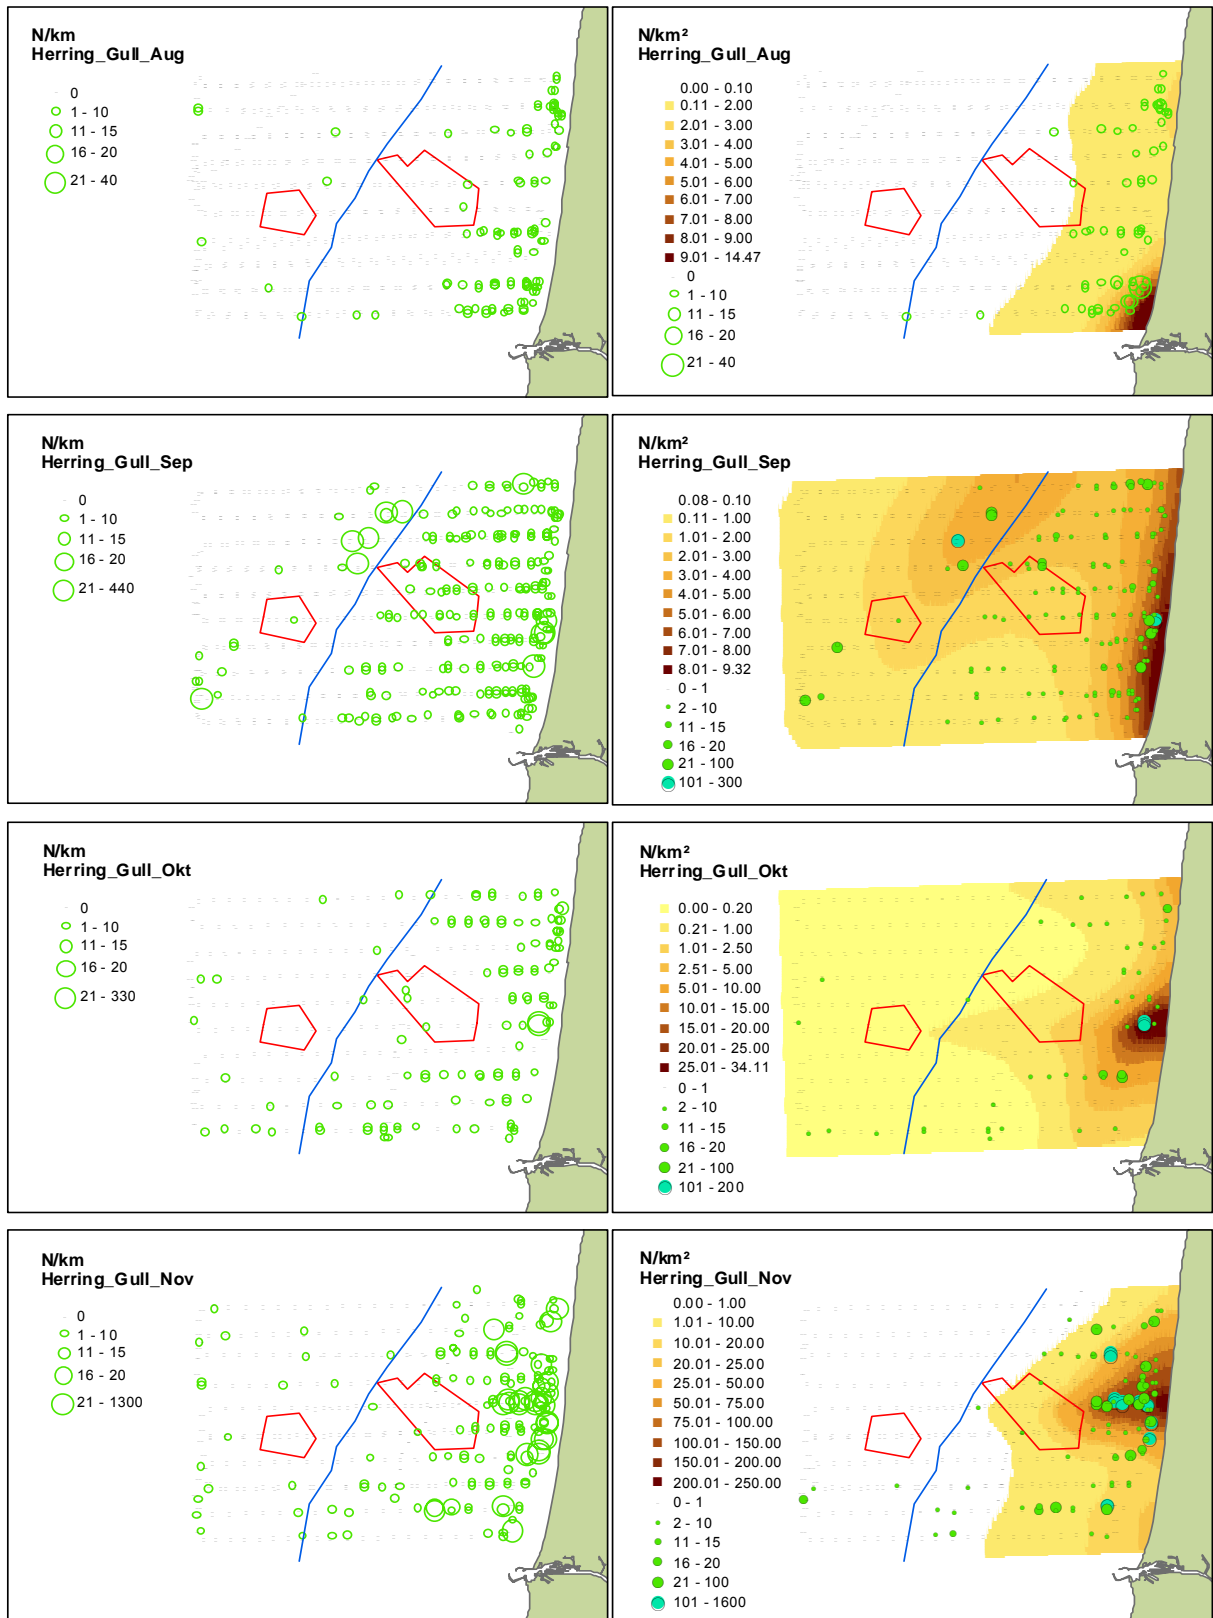 N/km
Herring_Gull_Aug
0
1 - 10
11 - 15
16 - 20
21 - 40
N/km²
Herring_Gull_Aug
0.00 - 0.10
0.11 - 2.00
2.01 - 3.00
3.01 - 4.00
4.01 - 5.00
5.01 - 6.00
6.01 - 7.00
7.01 - 8.00
8.01 - 9.00
9.01 - 14.47
0
1 - 10
11 - 15
16 - 20
21 - 40
N/km
Herring_Gull_Sep
0
1 - 10
11 - 15
16 - 20
21 - 440
N/km²
Herring_Gull_Sep
0.08 - 0.10
0.11 - 1.00
1.01 - 2.00
2.01 - 3.00
3.01 - 4.00
4.01 - 5.00
5.01 - 6.00
6.01 - 7.00
7.01 - 8.00
8.01 - 9.32
0 - 1
2 - 10
11 - 15
16 - 20
21 - 100
101 - 300
N/km
Herring_Gull_Okt
0
1 - 10
11 - 15
16 - 20
21 - 330
N/km²
Herring_Gull_Okt
0.00 - 0.20
0.21 - 1.00
1.01 - 2.50
2.51 - 5.00
5.01 - 10.00
10.01 - 15.00
15.01 - 20.00
20.01 - 25.00
25.01 - 34.11
0 - 1
2 - 10
11 - 15
16 - 20
21 - 100
101 - 200
N/km
Herring_Gull_Nov
0
1 - 10
11 - 15
16 - 20
21 - 1300
N/km²
Herring_Gull_Nov
0.00 - 1.00
1.01 - 10.00
10.01 - 20.00
20.01 - 25.00
25.01 - 50.00
50.01 - 75.00
75.01 - 100.00
100.01 - 150.00
150.01 - 200.00
200.01 - 250.00
0 - 1
2 - 10
11 - 15
16 - 20
21 - 100
101 - 1600